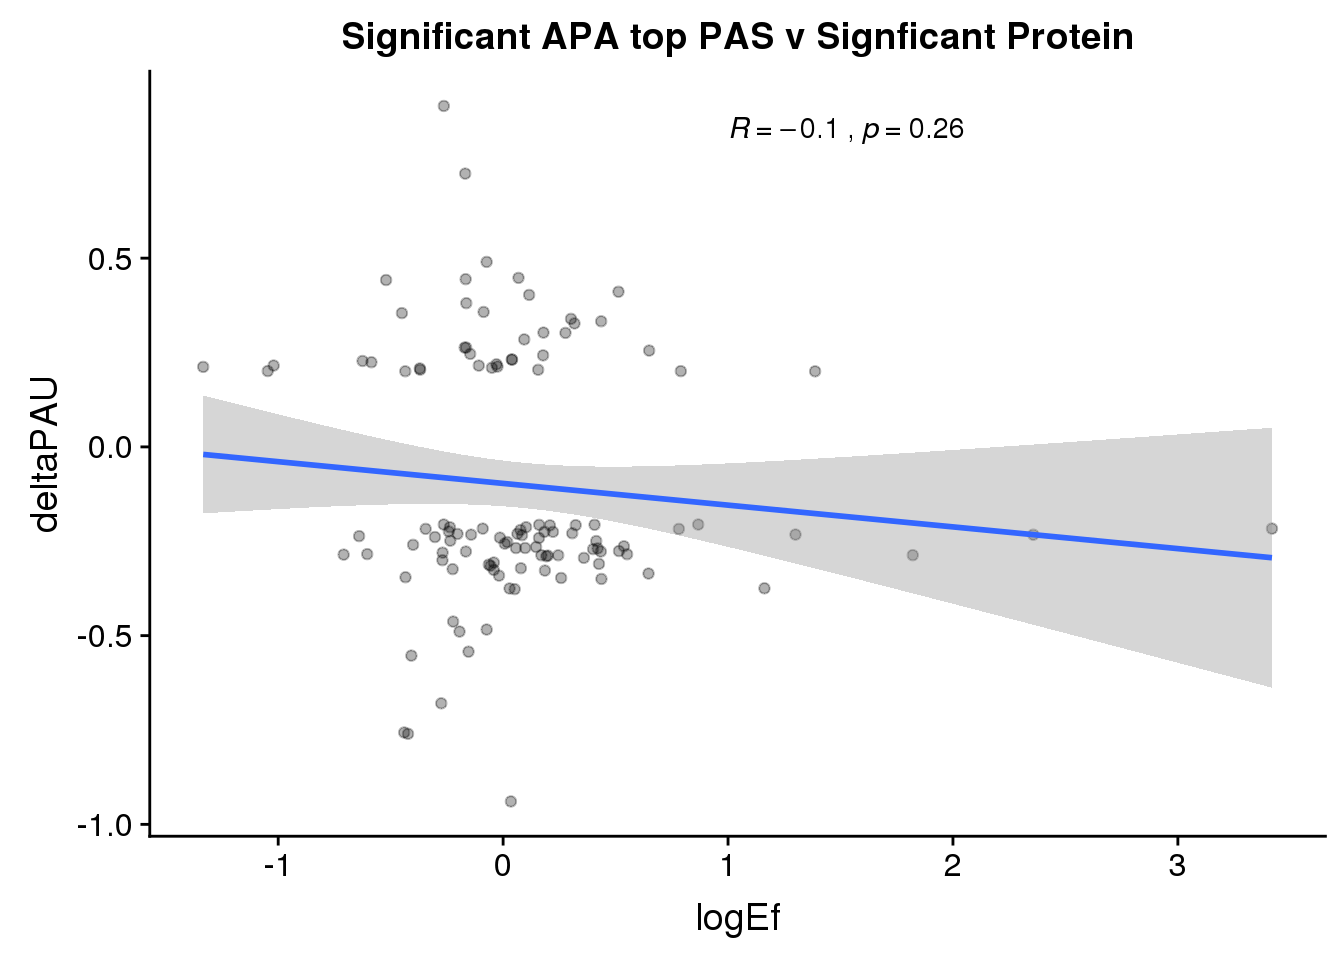 Significant APA top PAS v Signficant Protein
R = −0.1 , p = 0.26
deltaPAU
0.5
0.0
-0.5
-1.0
-1 0 1 2 3
logEf